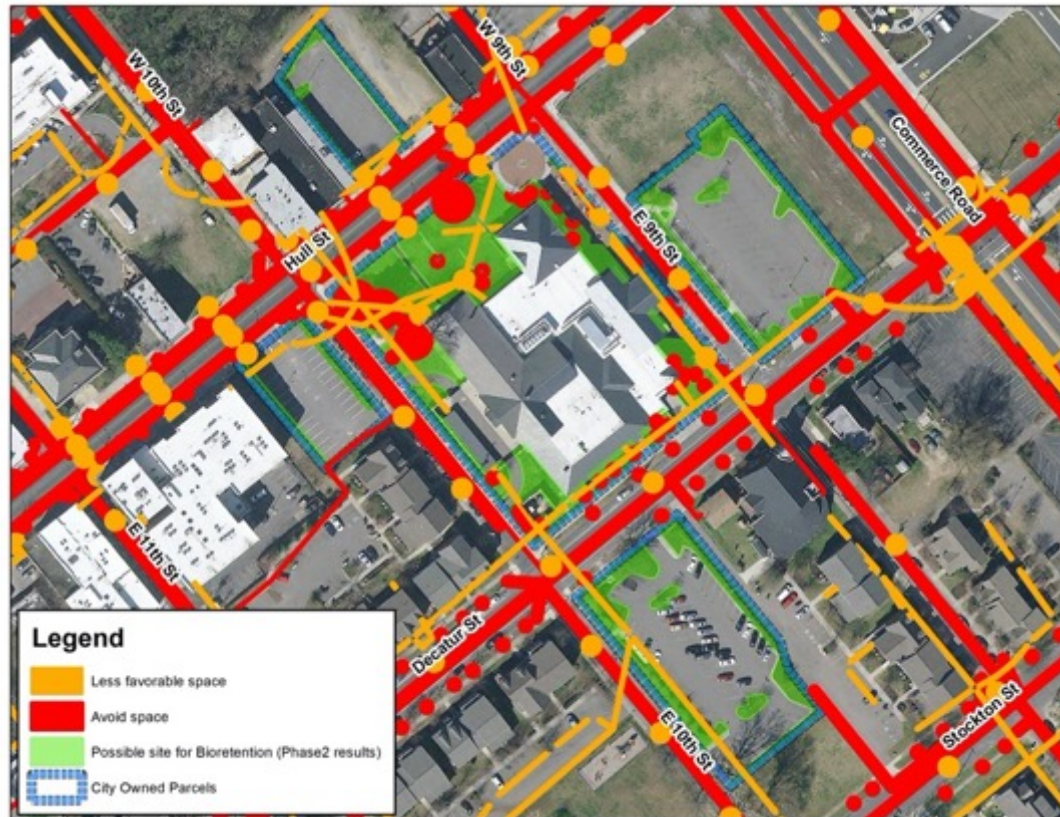 W 10th St
W 9th St
Commerce Road
Hull St
E 9th St
E 11th St
Decatur St
E 10th St
Stockton St
Legend
Less favorable space
Avoid space
Possible site for Bioretention (Phase2 results)
City Owned Parcels